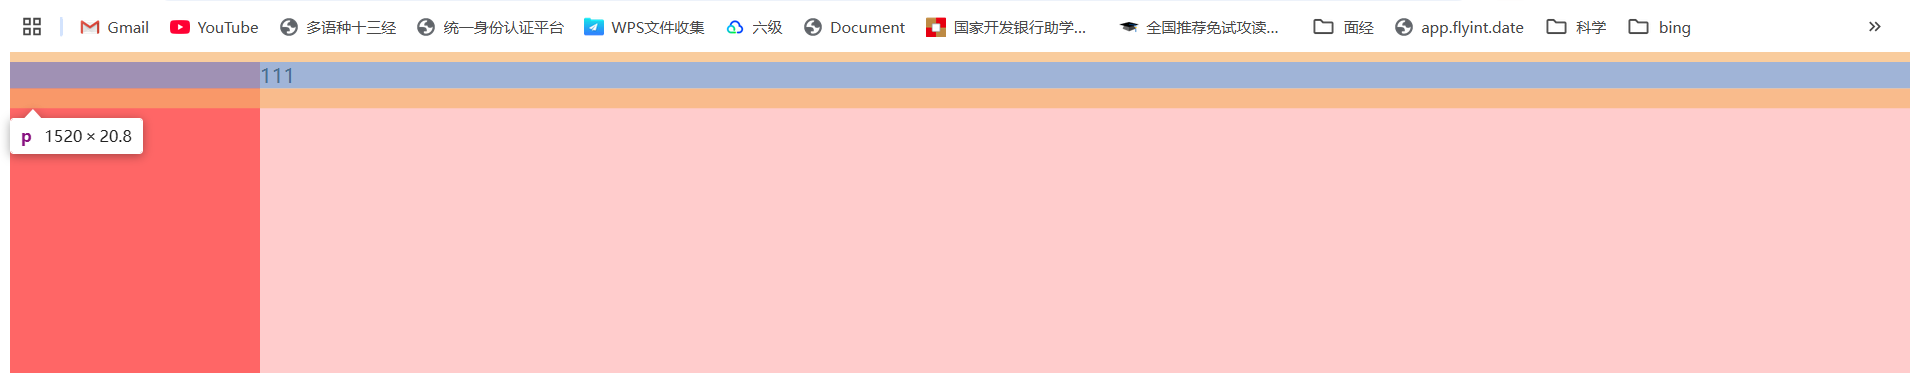 Gmail YouTube 多语种十三经 统一身份认证平台 WPS文件收集 六级 Document 国家开发银行助学... 全国推荐免试攻读... 面经 app.flyint.date 科学 bing »
111
p 1520 × 20.8